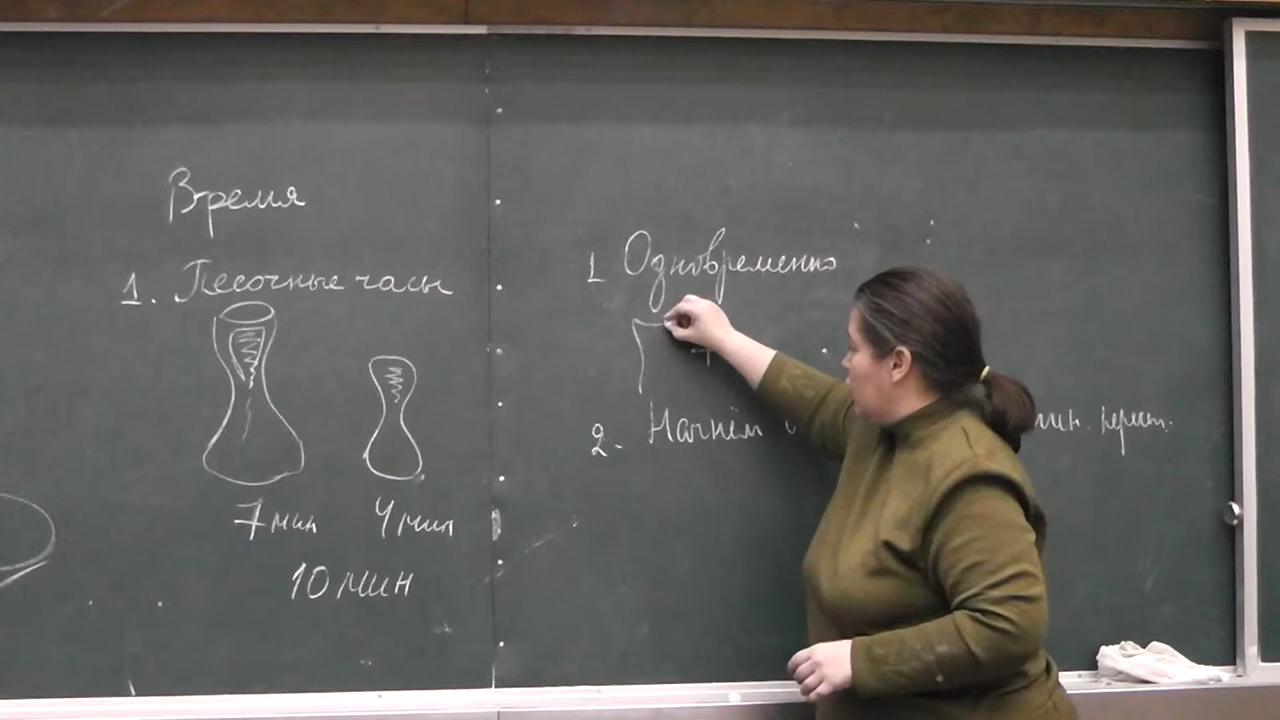 Время
1. Песочные часы
7 мин 4 мин
10 мин
1 Одновременно
2. Начнём